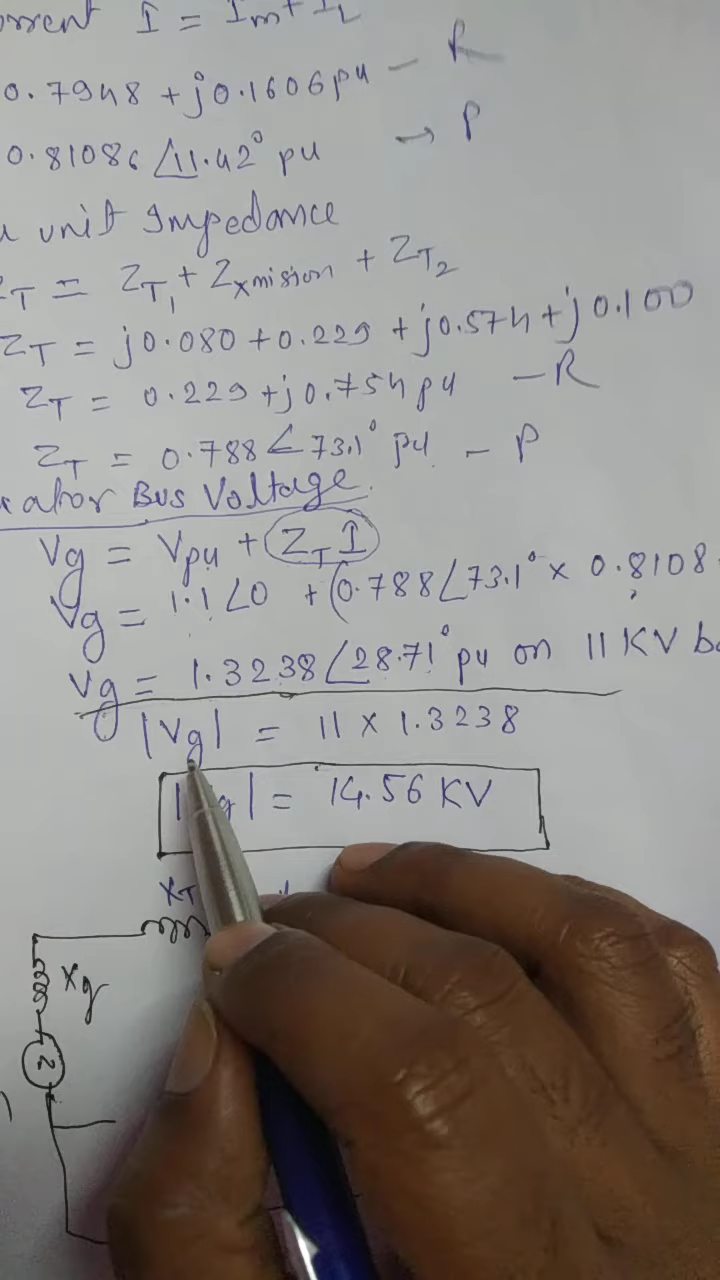 I = Im + IL
0.7948 + j0.1606 pu — R
0.81086 ∠11.42° pu → P
unit Impedance
ZT = ZT1 + Zxmision + ZT2
ZT = j0.080 + 0.229 + j0.574 + j0.100
ZT = 0.229 + j0.754 pu — R
ZT = 0.788 ∠73.1° pu — P
Bus Voltage
Vg = Vpu + ZT I
Vg = 1.1∠0 + (0.788∠73.1° × 0.8108
Vg = 1.3238 ∠28.71° pu on 11 KV
|Vg| = 11 × 1.3238
= 14.56 KV
XT
Xg